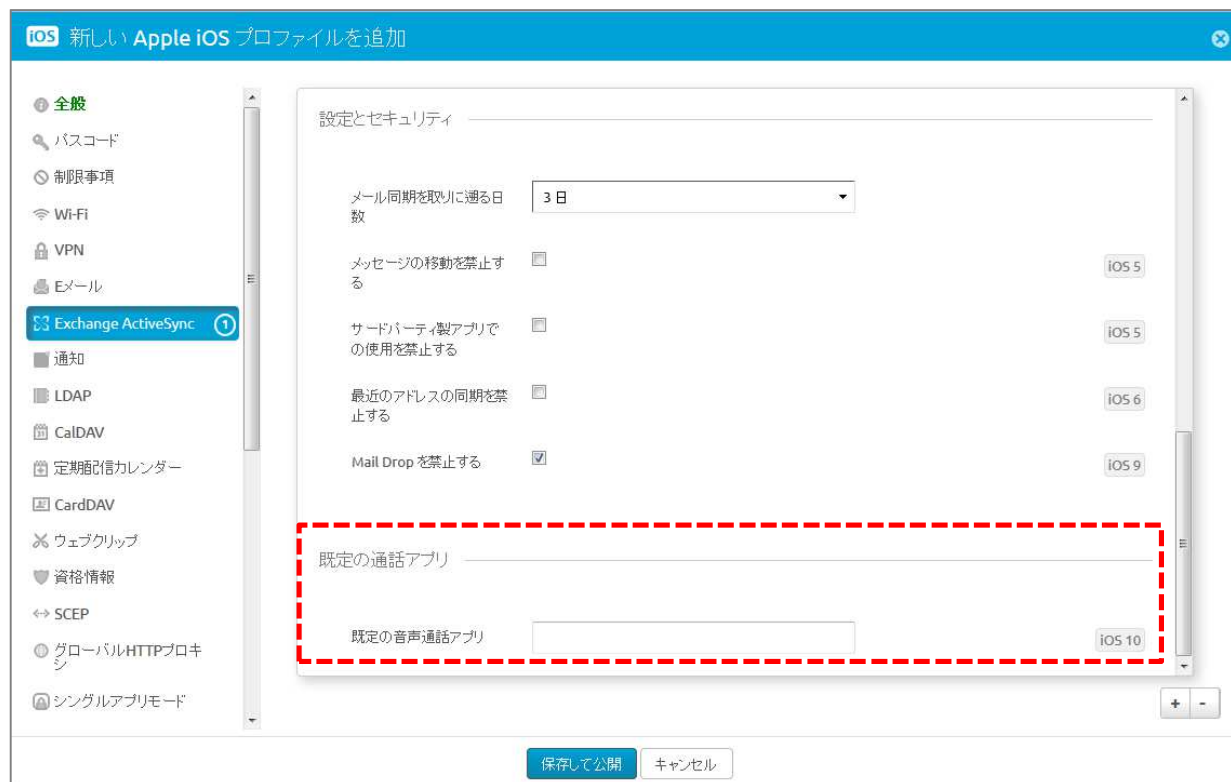 iOS 新しい Apple iOS プロファイルを追加
全般
パスコード
制限事項
Wi-Fi
VPN
Eメール
Exchange ActiveSync 1
通知
LDAP
CalDAV
定期配信カレンダー
CardDAV
ウェブクリップ
資格情報
SCEP
グローバルHTTPプロキ
シ
シングルアプリモード
設定とセキュリティ
メール同期を取りに遡る日
数
3 日
メッセージの移動を禁止す
る
iOS 5
サードパーティ製アプリで
の使用を禁止する
iOS 5
最近のアドレスの同期を禁
止する
iOS 6
Mail Drop を禁止する
iOS 9
既定の通話アプリ
既定の音声通話アプリ
iOS 10
+ -
保存して公開 キャンセル